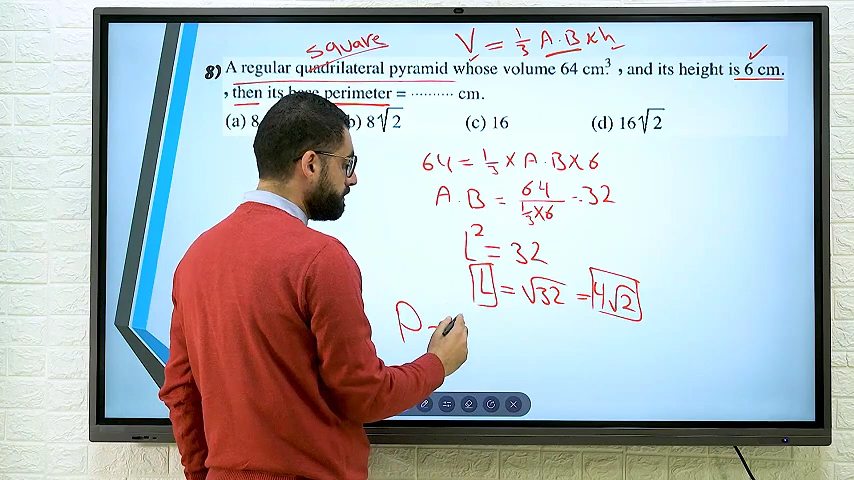 square
V = 1/3 A.B × h
8) A regular quadrilateral pyramid whose volume 64 cm³, and its height is 6 cm.
, then its base perimeter = .......... cm.
(a) 8 b) 8√2 (c) 16 (d) 16√2
64 = 1/3 × A.B × 6
A.B = 64 / (1/3 × 6) = 32
L² = 32
L = √32 = 4√2
P =